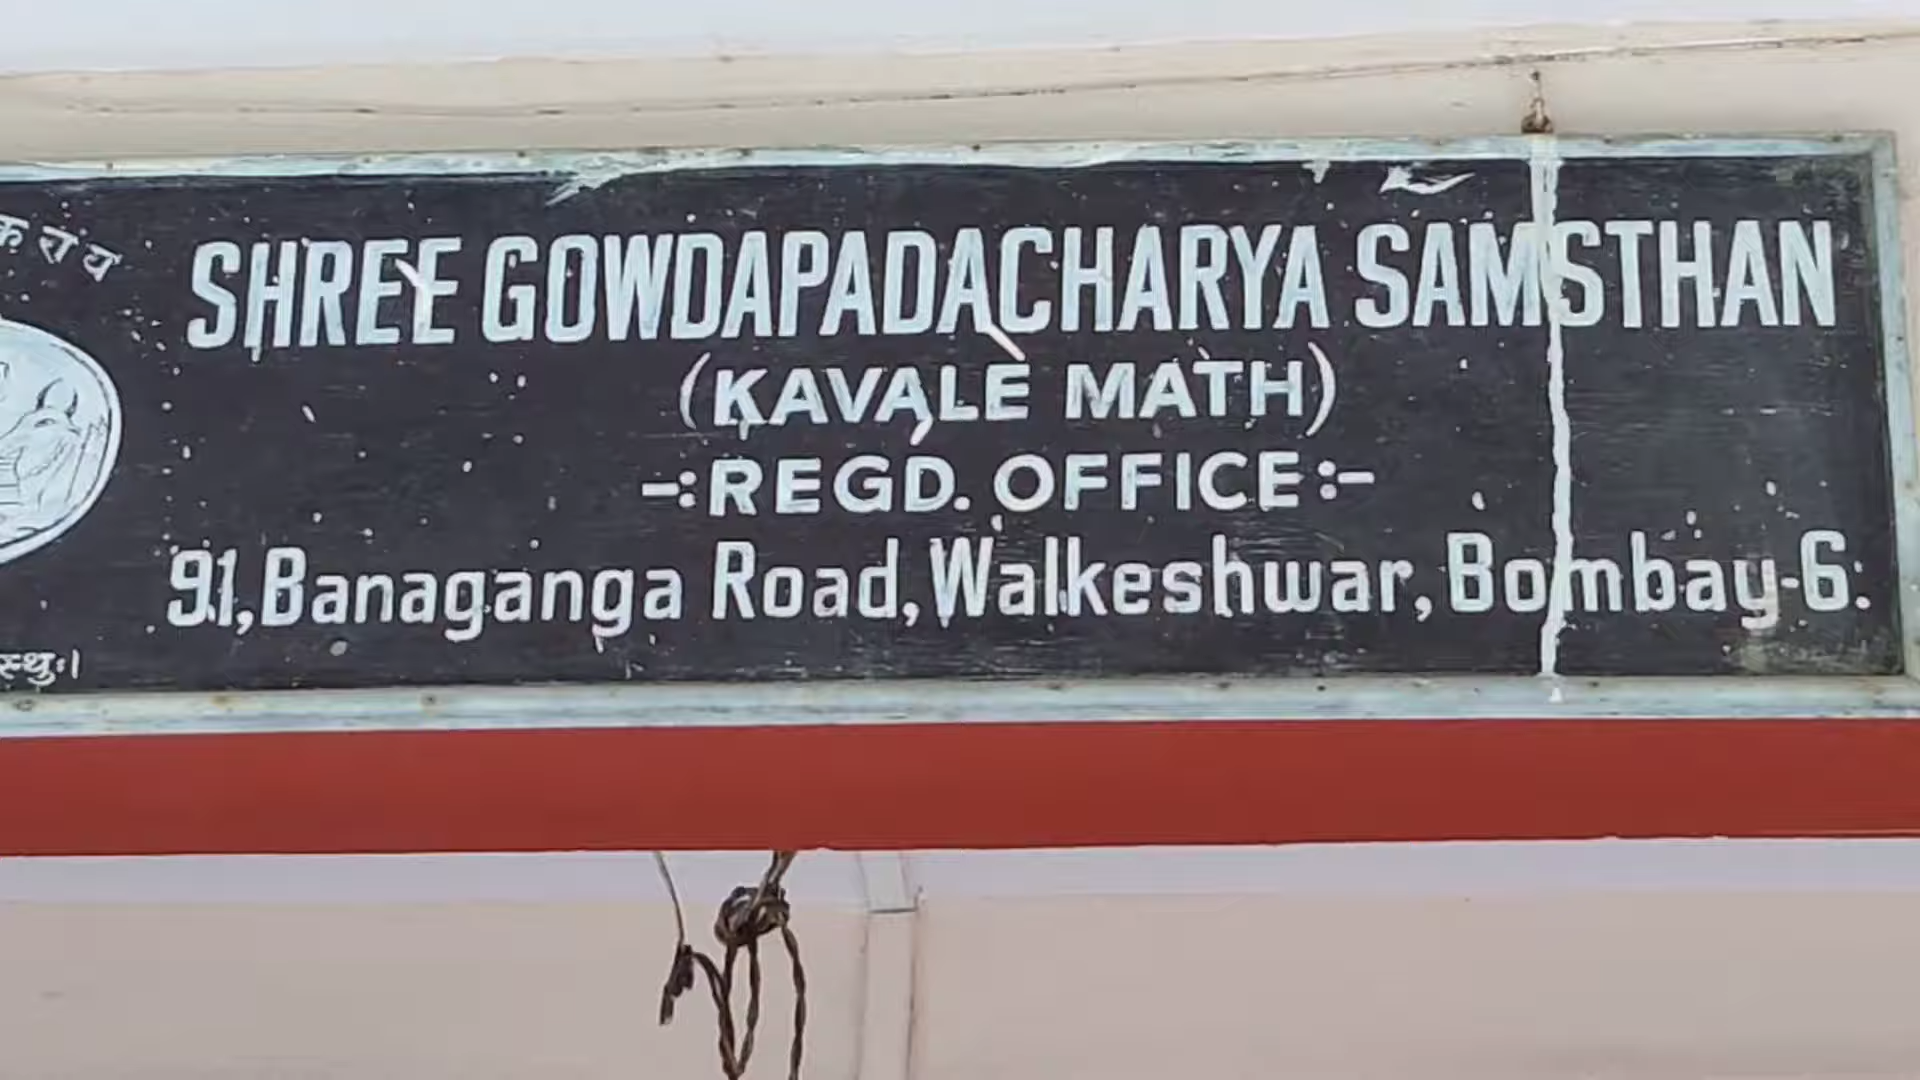 SHREE GOWDAPADACHARYA SAMSTHAN
(KAVALE MATH)
-:REGD. OFFICE:-
91, Banaganga Road, Walkeshwar, Bombay-6.